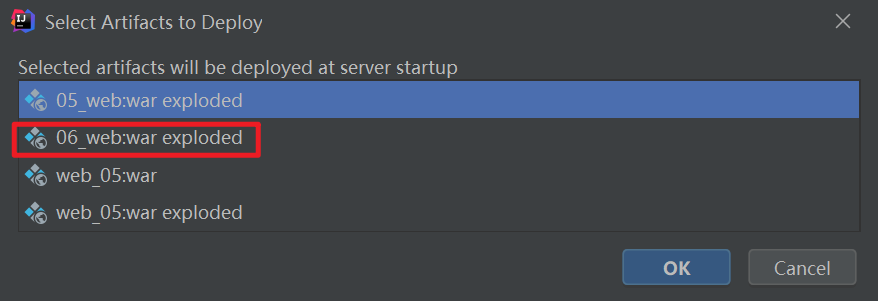 IJ
Select Artifacts to Deploy
Selected artifacts will be deployed at server startup
05_web:war exploded
06_web:war exploded
web_05:war
web_05:war exploded
OK
Cancel